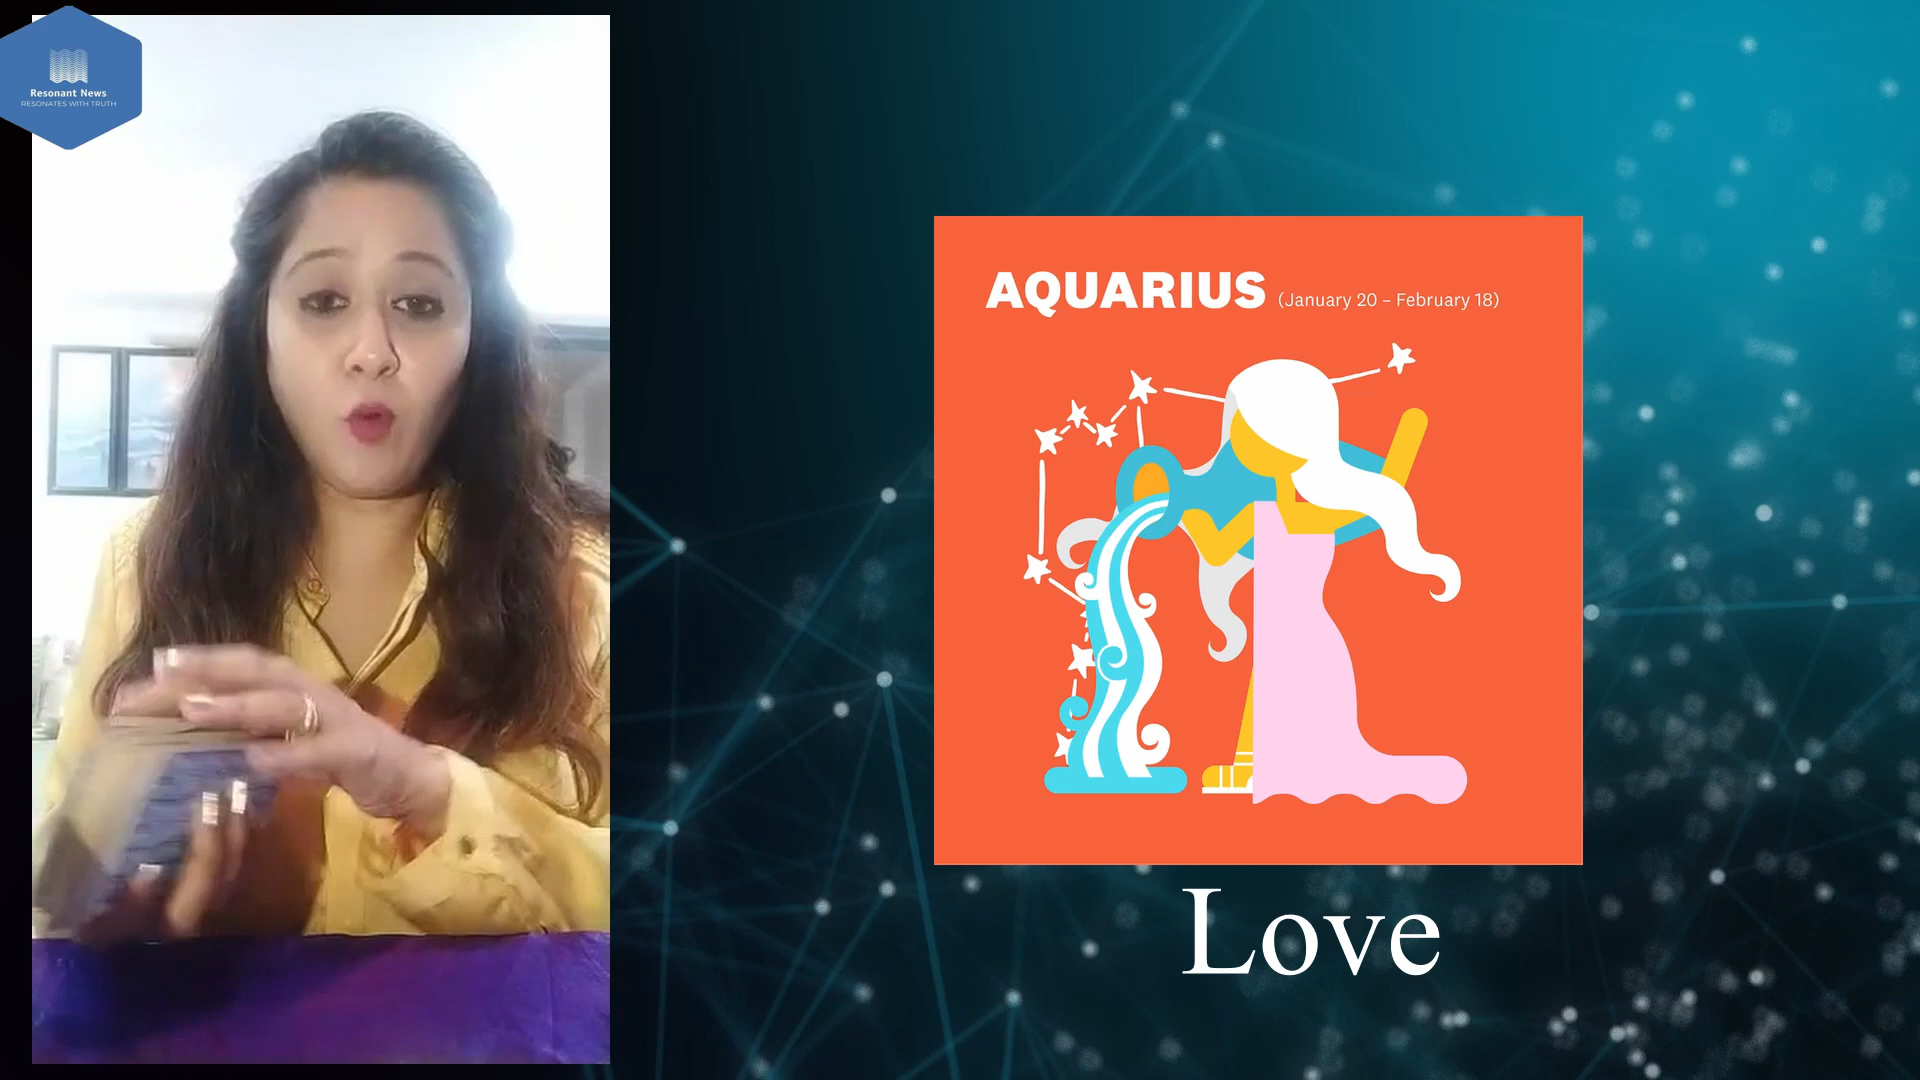 Resonant News
RESONATES WITH TRUTH
AQUARIUS (January 20 – February 18)
Love